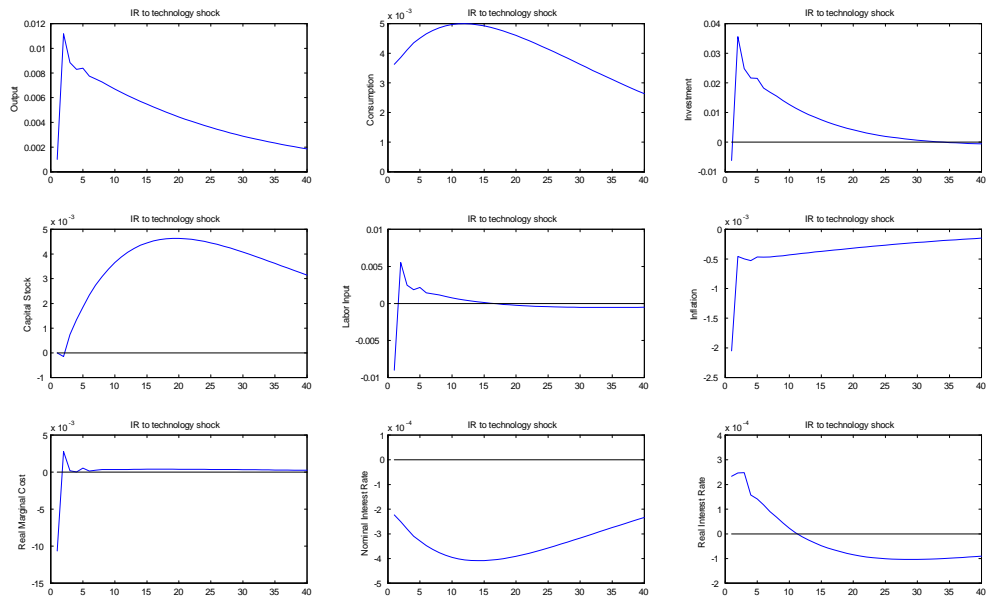 IR to technology shock
0.012
0.01
0.008
0.006
0.004
0.002
0
Output
0 5 10 15 20 25 30 35 40
IR to technology shock
x 10^-3
5
4
3
2
1
0
Consumption
0 5 10 15 20 25 30 35 40
IR to technology shock
0.04
0.03
0.02
0.01
0
-0.01
Investment
0 5 10 15 20 25 30 35 40
IR to technology shock
x 10^-3
5
4
3
2
1
0
-1
Capital Stock
0 5 10 15 20 25 30 35 40
IR to technology shock
0.01
0.005
0
-0.005
-0.01
Labor Input
0 5 10 15 20 25 30 35 40
IR to technology shock
x 10^-3
0
-0.5
-1
-1.5
-2
-2.5
Inflation
0 5 10 15 20 25 30 35 40
IR to technology shock
x 10^-3
5
0
-5
-10
-15
Real Marginal Cost
0 5 10 15 20 25 30 35 40
IR to technology shock
x 10^-4
1
0
-1
-2
-3
-4
-5
Nominal Interest Rate
0 5 10 15 20 25 30 35 40
IR to technology shock
x 10^-4
4
3
2
1
0
-1
-2
Real Interest Rate
0 5 10 15 20 25 30 35 40